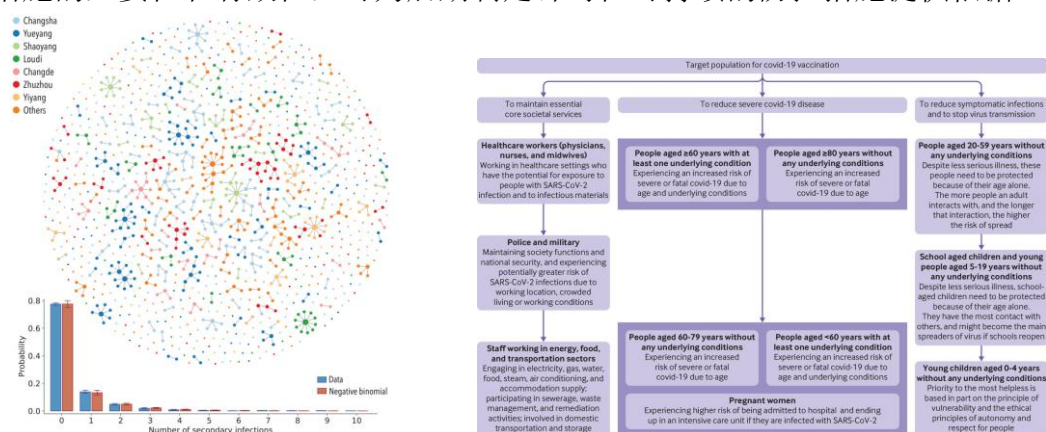 Changsha
Yueyang
Shaoyang
Loudi
Changde
Zhuzhou
Yiyang
Others
0.8
0.6
0.4
0.2
0.0
Probability
Data
Negative binomial
0 1 2 3 4 5 6 7 8 9 10
Number of secondary infections
Target population for covid-19 vaccination
To maintain essential
core societal services
Healthcare workers (physicians,
nurses, and midwives)
Working in healthcare settings who
have the potential for exposure to
people with SARS-CoV-2
infection and to infectious materials
Police and military
Maintaining society functions and
national security, and experiencing
potentially greater risk of
SARS-CoV-2 infections due to
working location, crowded
living or working conditions
Staff working in energy, food,
and transportation sectors
Engaging in electricity, gas, water,
food, steam, air conditioning, and
accommodation supply;
participating in sewerage, waste
management, and remediation
activities; involved in domestic
transportation and storage
To reduce severe covid-19 disease
People aged ≥60 years with at
least one underlying condition
Experiencing an increased risk of
severe or fatal covid-19 due to
age and underlying conditions
People aged ≥80 years without
any underlying conditions
Experiencing an increased
risk of severe or fatal
covid-19 due to age
People aged 60-79 years without
any underlying conditions
Experiencing an increased
risk of severe or fatal
covid-19 due to age
People aged <60 years with at
least one underlying condition
Experiencing an increased risk of
severe or fatal covid-19 due to
age and underlying conditions
Pregnant women
Experiencing higher risk of being admitted to hospital and ending
up in an intensive care unit if they are infected with SARS-CoV-2
To reduce symptomatic infections
and to stop virus transmission
People aged 20-59 years without
any underlying conditions
Despite less serious illness, these
people need to be protected
because of their age alone.
The more people an adult
interacts with, and the longer
that interaction, the higher
the risk of spread
School aged children and young
people aged 5-19 years without
any underlying conditions
Despite less serious illness, school-
aged children need to be protected
because of their age alone.
They have the most contact with
others, and might become the main
spreaders of virus if schools reopen
Young children aged 0-4 years
without any underlying conditions
Priority to the most helpless is
based in part on the principle of
vulnerability and the ethical
principles of autonomy and
respect for people